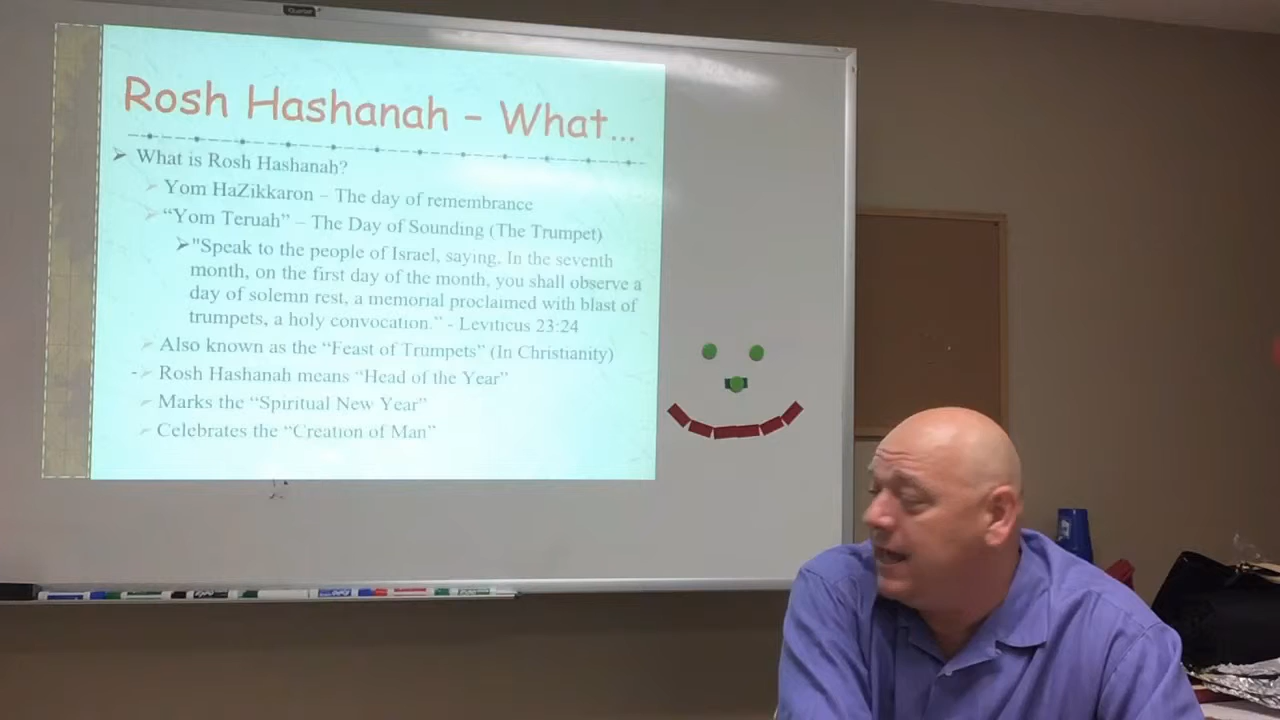 Quartet
Rosh Hashanah – What...
What is Rosh Hashanah?
Yom HaZikkaron – The day of remembrance
“Yom Teruah” – The Day of Sounding (The Trumpet)
"Speak to the people of Israel, saying, In the seventh
month, on the first day of the month, you shall observe a
day of solemn rest, a memorial proclaimed with blast of
trumpets, a holy convocation.” - Leviticus 23:24
Also known as the “Feast of Trumpets” (In Christianity)
Rosh Hashanah means “Head of the Year”
Marks the “Spiritual New Year”
Celebrates the “Creation of Man”
EXPO